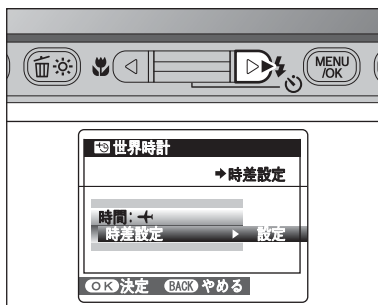 MENU
/OK
世界時計
➔時差設定
時間:
時差設定 ▶ 設定
OK 決定 BACK やめる